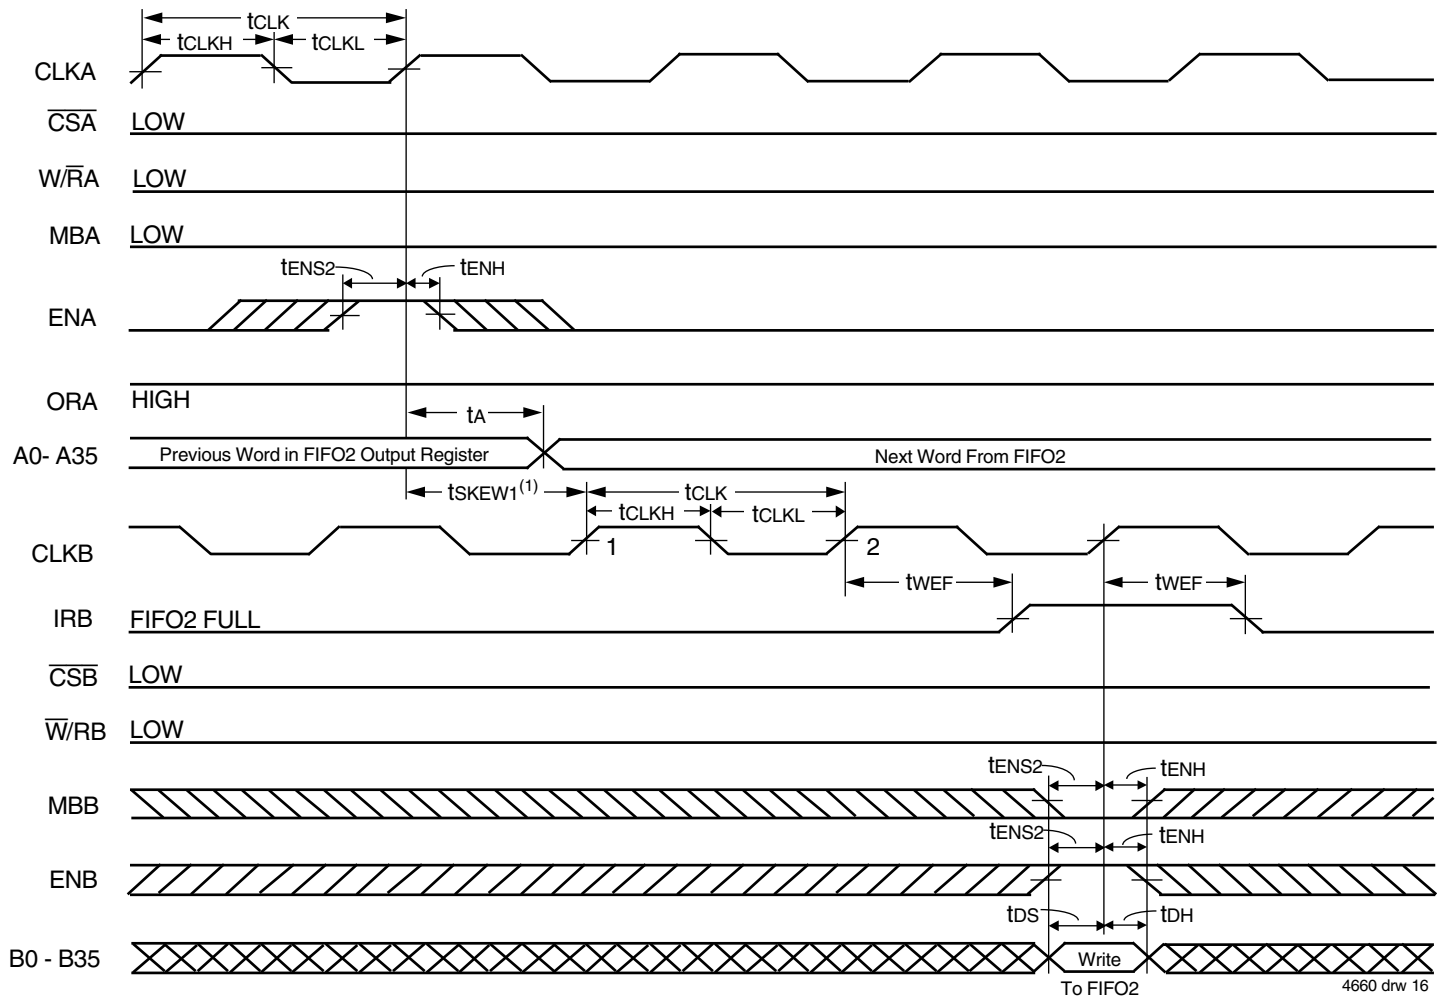 tCLK
tCLKH tCLKL
CLKA
CSA LOW
W/RA LOW
MBA LOW
tENS2 tENH
ENA
ORA HIGH
tA
A0- A35 Previous Word in FIFO2 Output Register Next Word From FIFO2
tSKEW1(1) tCLK
tCLKH tCLKL
CLKB 1 2
tWEF tWEF
IRB FIFO2 FULL
CSB LOW
W/RB LOW
tENS2 tENH
MBB
tENS2 tENH
ENB
tDS tDH
B0 - B35 Write
To FIFO2
4660 drw 16